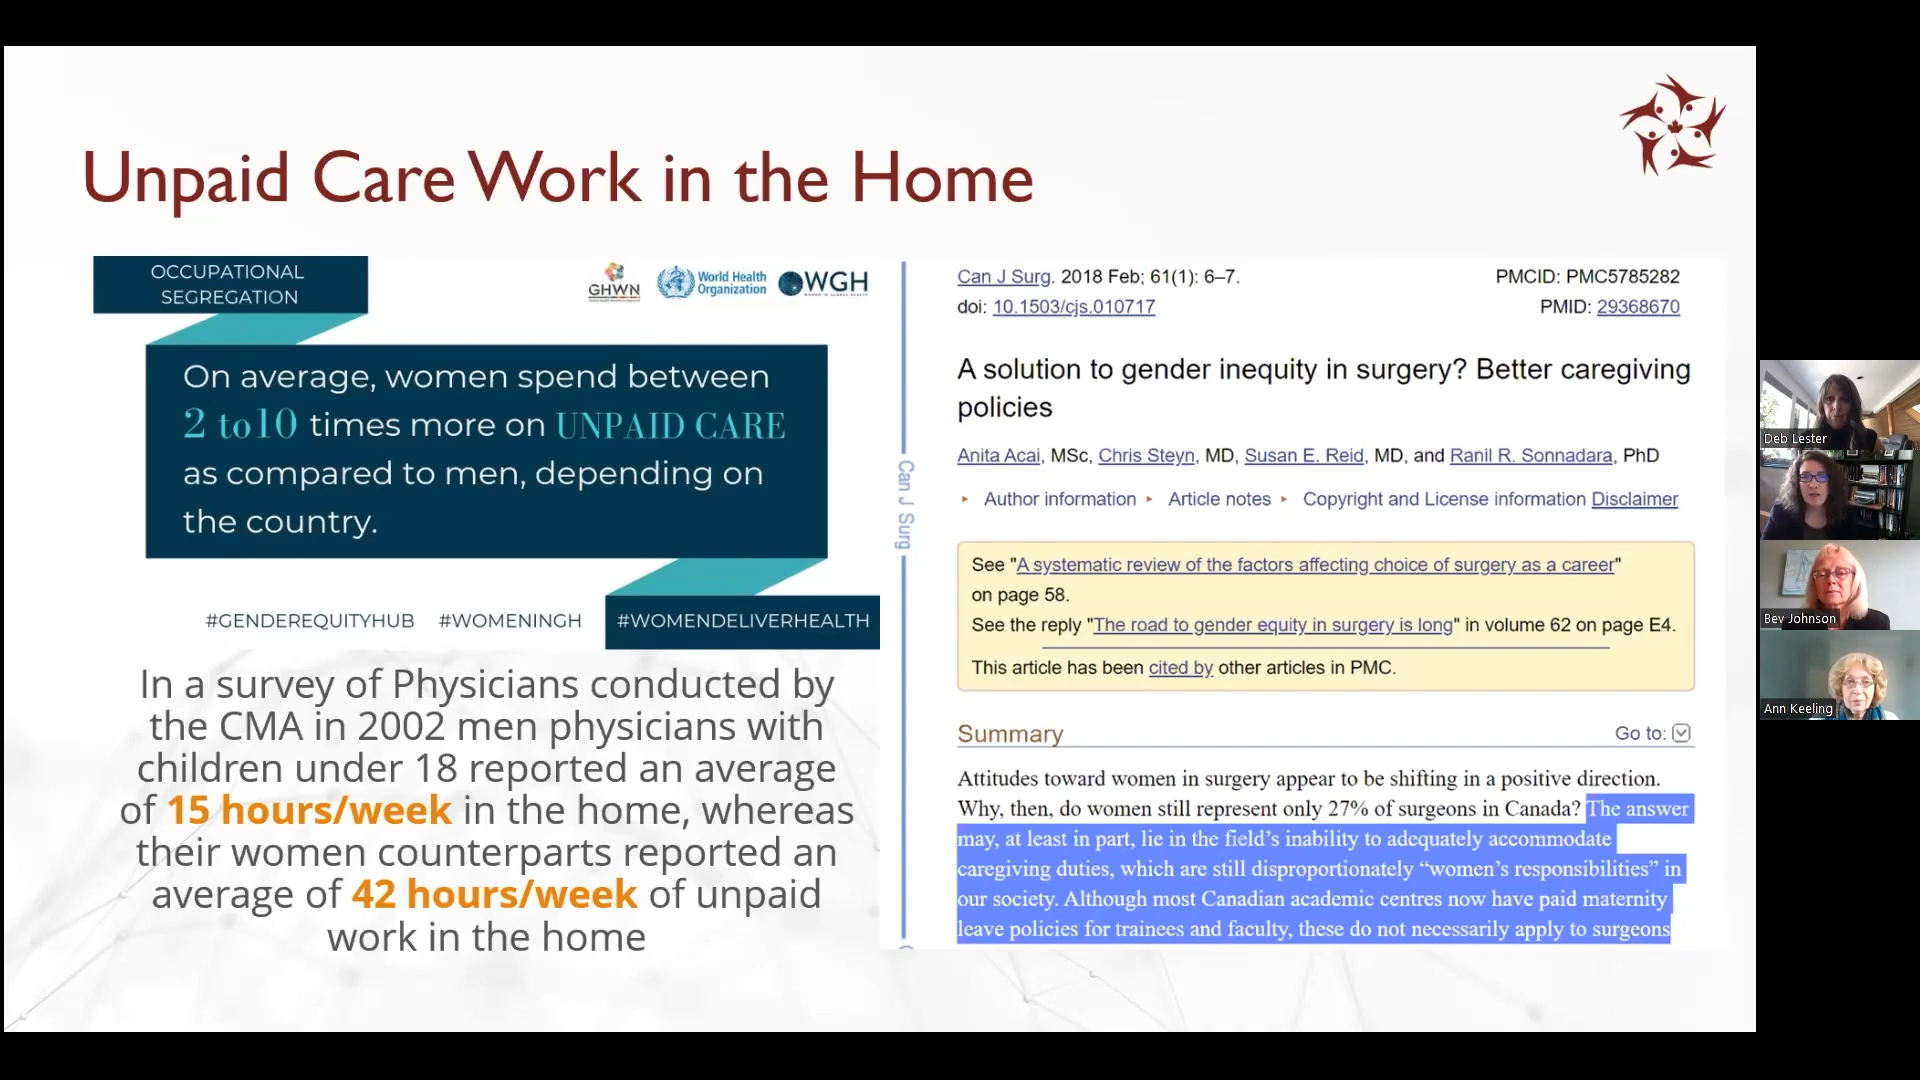 Unpaid Care Work in the Home
OCCUPATIONAL
SEGREGATION
GHWN
World Health
Organization
WGH
On average, women spend between
2 to10 times more on UNPAID CARE
as compared to men, depending on
the country.
#GENDEREQUITYHUB #WOMENINGH #WOMENDELIVERHEALTH
In a survey of Physicians conducted by
the CMA in 2002 men physicians with
children under 18 reported an average
of 15 hours/week in the home, whereas
their women counterparts reported an
average of 42 hours/week of unpaid
work in the home
Can J Surg
Can J Surg. 2018 Feb; 61(1): 6–7.
PMCID: PMC5785282
doi: 10.1503/cjs.010717
PMID: 29368670
A solution to gender inequity in surgery? Better caregiving
policies
Anita Acai, MSc, Chris Steyn, MD, Susan E. Reid, MD, and Ranil R. Sonnadara, PhD
Author information Article notes Copyright and License information Disclaimer
See "A systematic review of the factors affecting choice of surgery as a career"
on page 58.
See the reply "The road to gender equity in surgery is long" in volume 62 on page E4.
This article has been cited by other articles in PMC.
Summary
Go to:
Attitudes toward women in surgery appear to be shifting in a positive direction.
Why, then, do women still represent only 27% of surgeons in Canada? The answer
may, at least in part, lie in the field’s inability to adequately accommodate
caregiving duties, which are still disproportionately “women’s responsibilities” in
our society. Although most Canadian academic centres now have paid maternity
leave policies for trainees and faculty, these do not necessarily apply to surgeons
Deb Lester
Bev Johnson
Ann Keeling